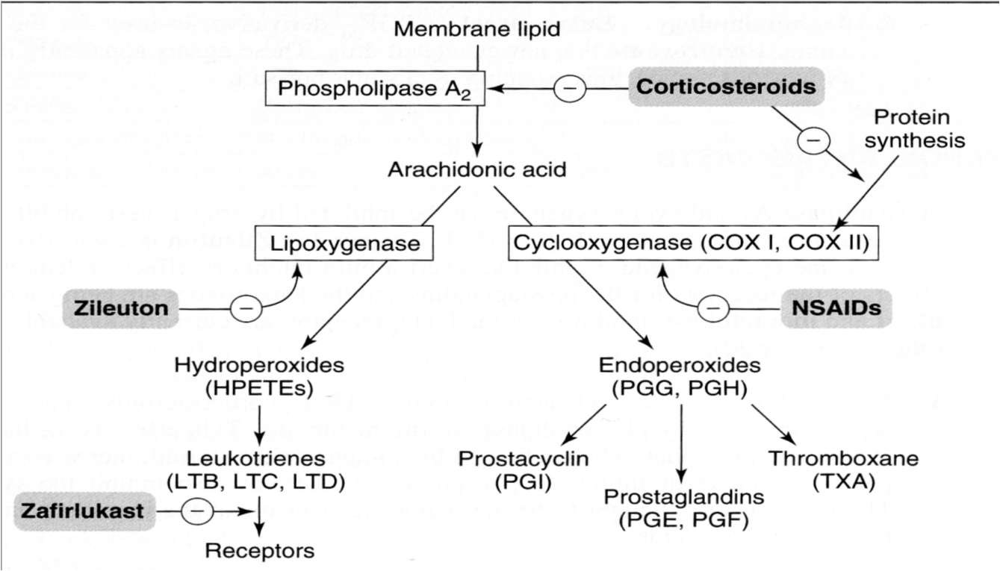 Membrane lipid
Phospholipase A2
−
Corticosteroids
Protein
synthesis
−
Arachidonic acid
Lipoxygenase
Cyclooxygenase (COX I, COX II)
Zileuton
−
−
NSAIDs
Hydroperoxides
(HPETEs)
Endoperoxides
(PGG, PGH)
Leukotrienes
(LTB, LTC, LTD)
Prostacyclin
(PGI)
Thromboxane
(TXA)
Prostaglandins
(PGE, PGF)
Zafirlukast
−
Receptors